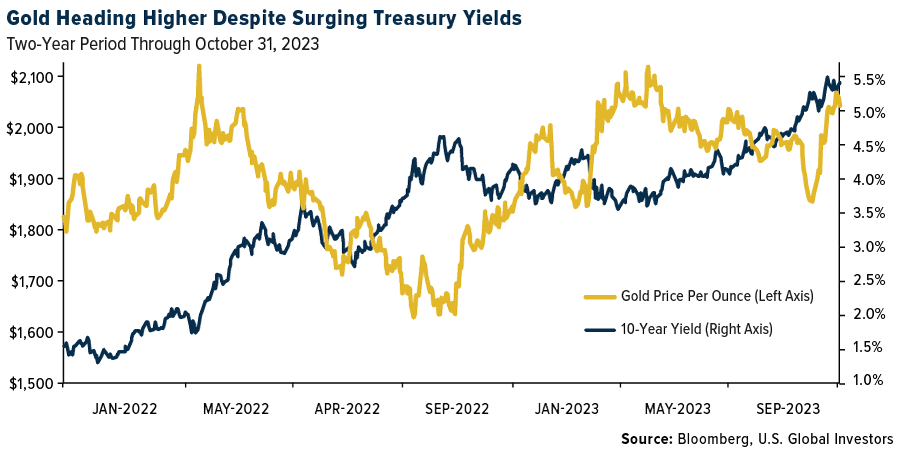 Gold Heading Higher Despite Surging Treasury Yields
Two-Year Period Through October 31, 2023
$2,100
$2,000
$1,900
$1,800
$1,700
$1,600
$1,500
5.5%
5.0%
4.5%
4.0%
3.5%
3.0%
2.5%
2.0%
1.5%
1.0%
Gold Price Per Ounce (Left Axis)
10-Year Yield (Right Axis)
JAN-2022 MAY-2022 APR-2022 SEP-2022 JAN-2023 MAY-2023 SEP-2023
Source: Bloomberg, U.S. Global Investors